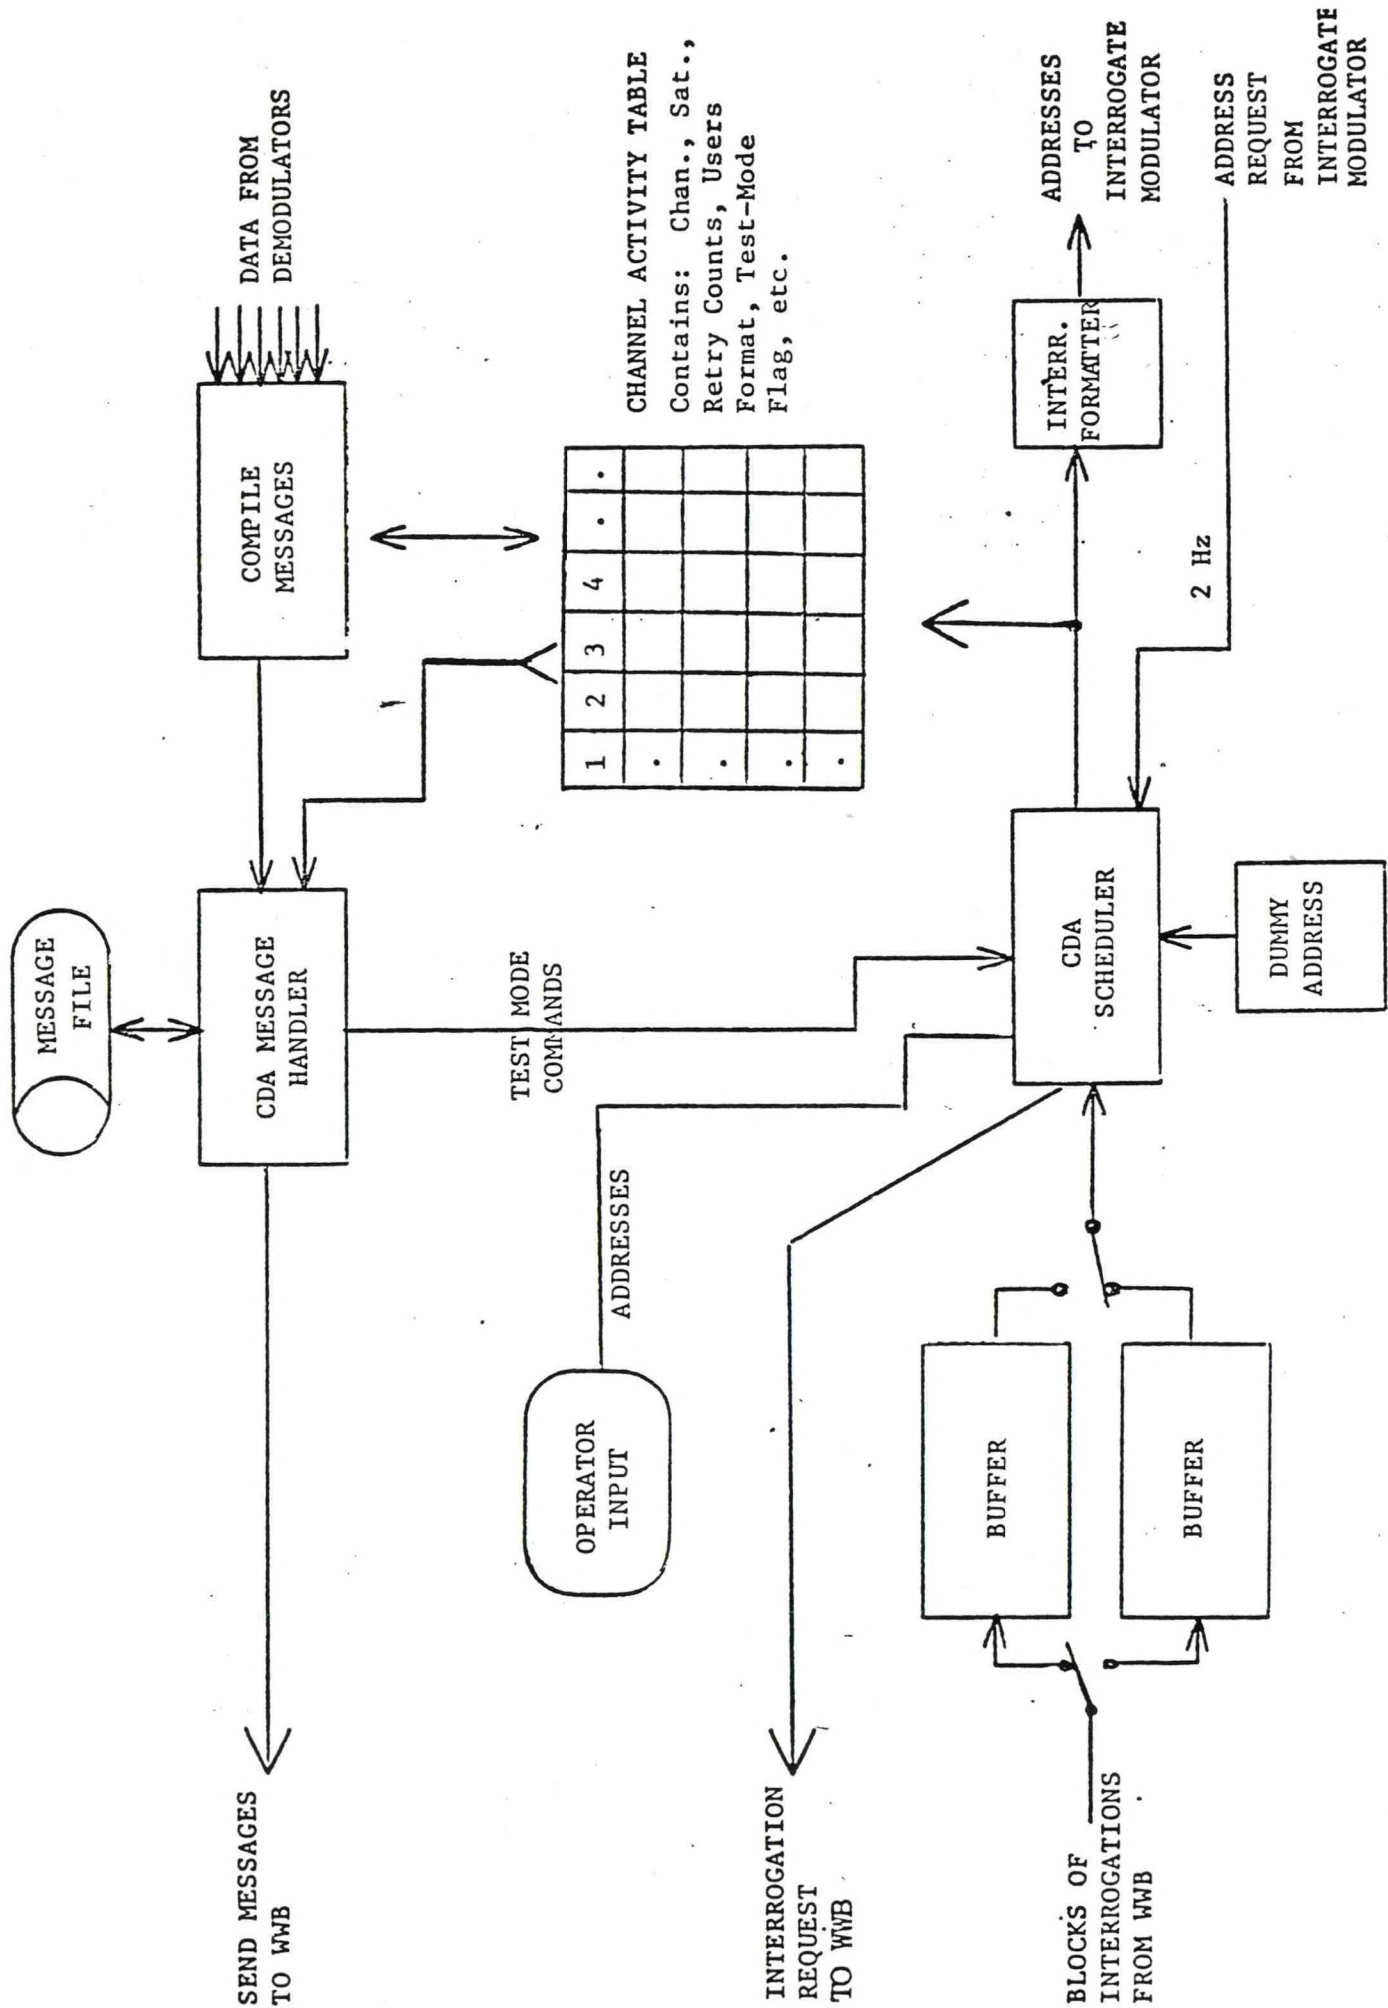 MESSAGE
FILE
SEND MESSAGES
TO WWB
CDA MESSAGE
HANDLER
COMPILE
MESSAGES
DATA FROM
DEMODULATORS
TEST MODE
COMMANDS
OPERATOR
INPUT
ADDRESSES
1 2 3 4 . .
.
.
.
.
CHANNEL ACTIVITY TABLE
Contains: Chan., Sat.,
Retry Counts, Users
Format, Test-Mode
Flag, etc.
INTERROGATION
REQUEST
TO WWB
BLOCKS OF
INTERROGATIONS
FROM WWB
BUFFER
BUFFER
CDA
SCHEDULER
DUMMY
ADDRESS
INTERR.
FORMATTER
2 Hz
ADDRESSES
TO
INTERROGATE
MODULATOR
ADDRESS
REQUEST
FROM
INTERROGATE
MODULATOR